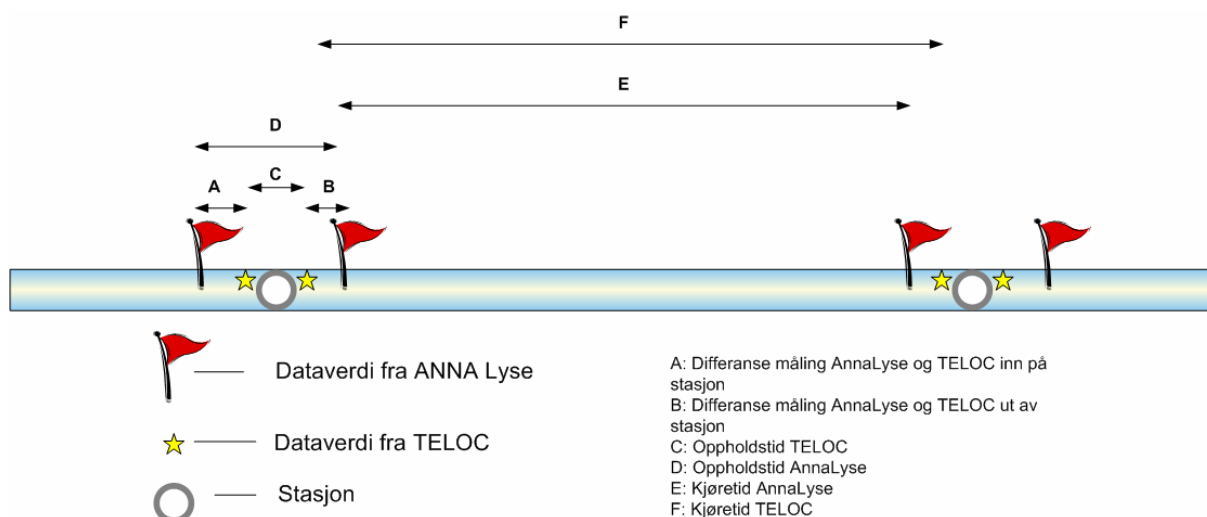 F
E
D
C
A
B
Dataverdi fra ANNA Lyse
Dataverdi fra TELOC
Stasjon
A: Differanse måling AnnaLyse og TELOC inn på
stasjon
B: Differanse måling AnnaLyse og TELOC ut av
stasjon
C: Oppholdstid TELOC
D: Oppholdstid AnnaLyse
E: Kjøretid AnnaLyse
F: Kjøretid TELOC